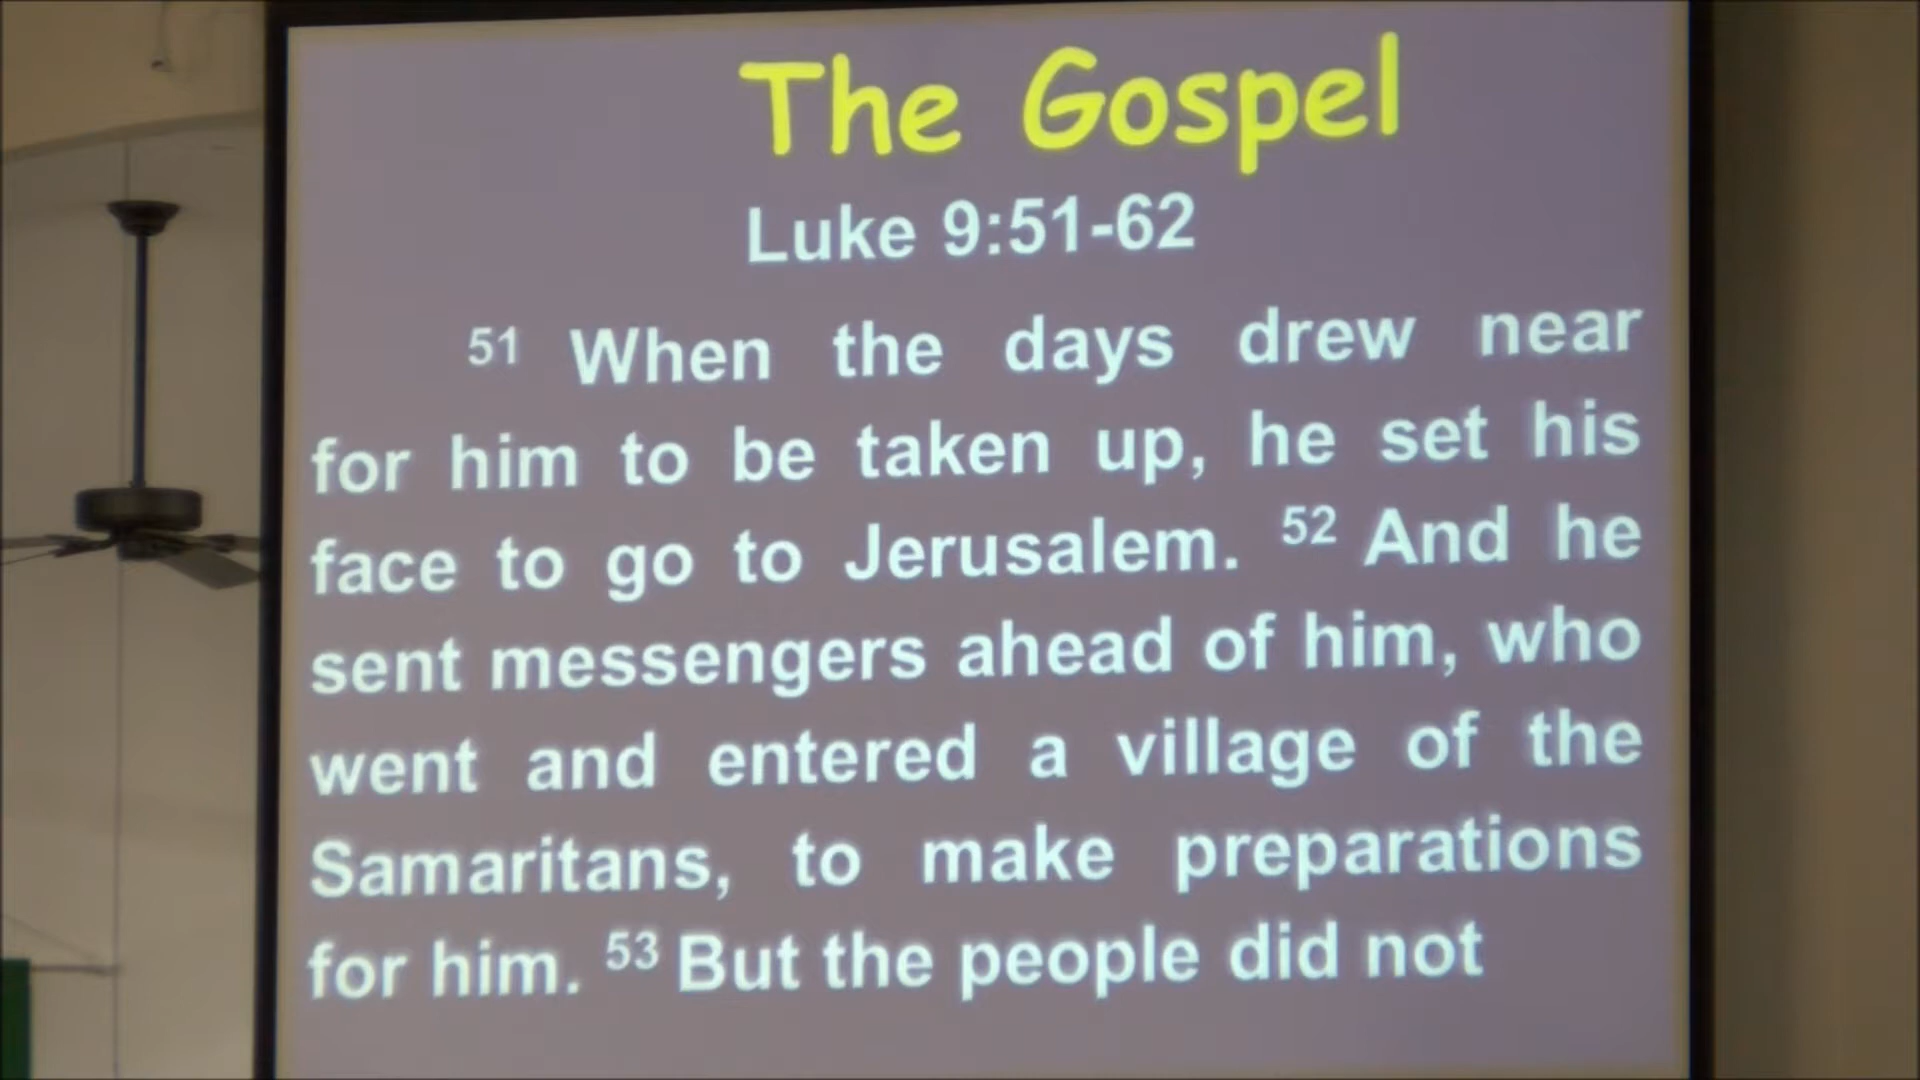 The Gospel
Luke 9:51-62
51 When the days drew near
for him to be taken up, he set his
face to go to Jerusalem. 52 And he
sent messengers ahead of him, who
went and entered a village of the
Samaritans, to make preparations
for him. 53 But the people did not